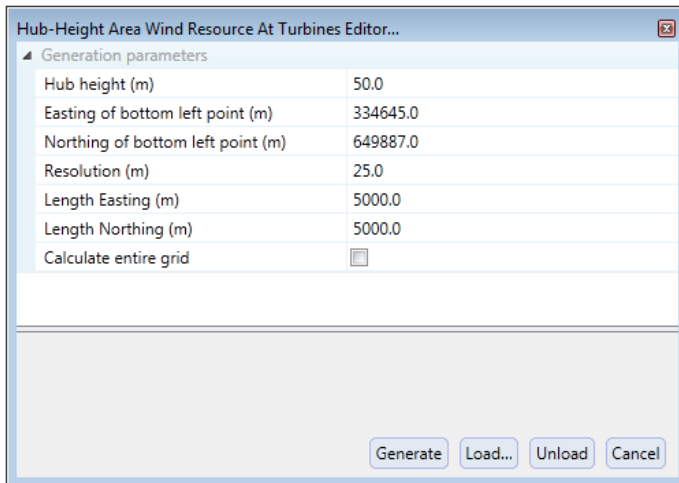 Hub-Height Area Wind Resource At Turbines Editor...
Generation parameters
Hub height (m) 50.0
Easting of bottom left point (m) 334645.0
Northing of bottom left point (m) 649887.0
Resolution (m) 25.0
Length Easting (m) 5000.0
Length Northing (m) 5000.0
Calculate entire grid
Generate Load... Unload Cancel